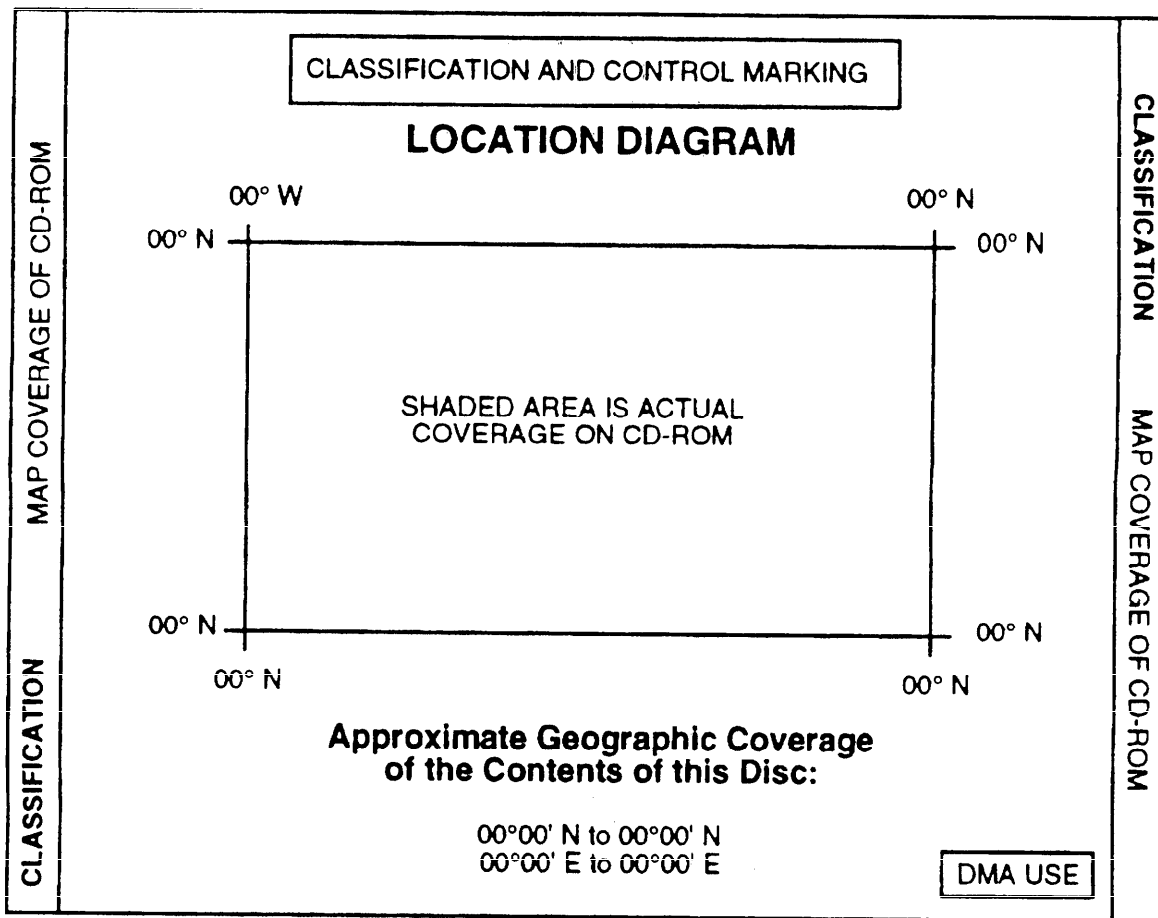 CLASSIFICATION AND CONTROL MARKING
LOCATION DIAGRAM
00° W
00° N
00° N
00° N
SHADED AREA IS ACTUAL
COVERAGE ON CD-ROM
00° N
00° N
00° N
00° N
Approximate Geographic Coverage
of the Contents of this Disc:
00°00' N to 00°00' N
00°00' E to 00°00' E
DMA USE
CLASSIFICATION MAP COVERAGE OF CD-ROM
CLASSIFICATION MAP COVERAGE OF CD-ROM